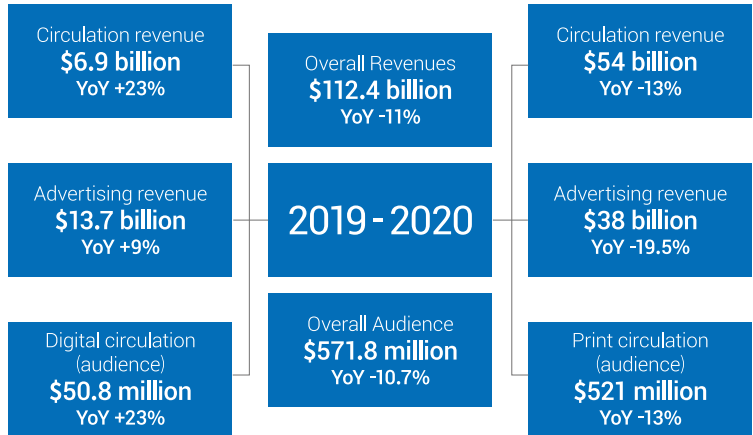 Circulation revenue
$6.9 billion
YoY +23%
Advertising revenue
$13.7 billion
YoY +9%
Digital circulation
(audience)
$50.8 million
YoY +23%
Overall Revenues
$112.4 billion
YoY -11%
2019 - 2020
Overall Audience
$571.8 million
YoY -10.7%
Circulation revenue
$54 billion
YoY -13%
Advertising revenue
$38 billion
YoY -19.5%
Print circulation
(audience)
$521 million
YoY -13%